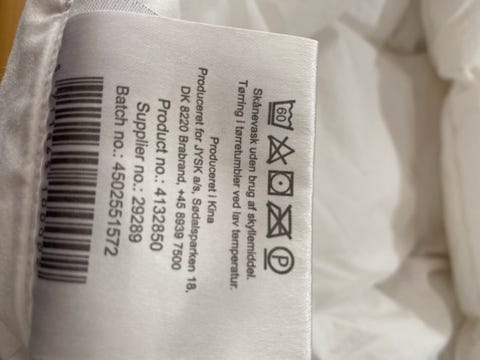 60
P
Skånevask uden brug af skyllemiddel.
Tørring i tørretumbler ved lav temperatur.
Produceret i Kina
Produceret for JYSK a/s, Sødalsparken 18,
DK 8220 Brabrand, +45 8939 7500
Product no.: 4132850
Supplier no.: 29289
Batch no.: 4502551572